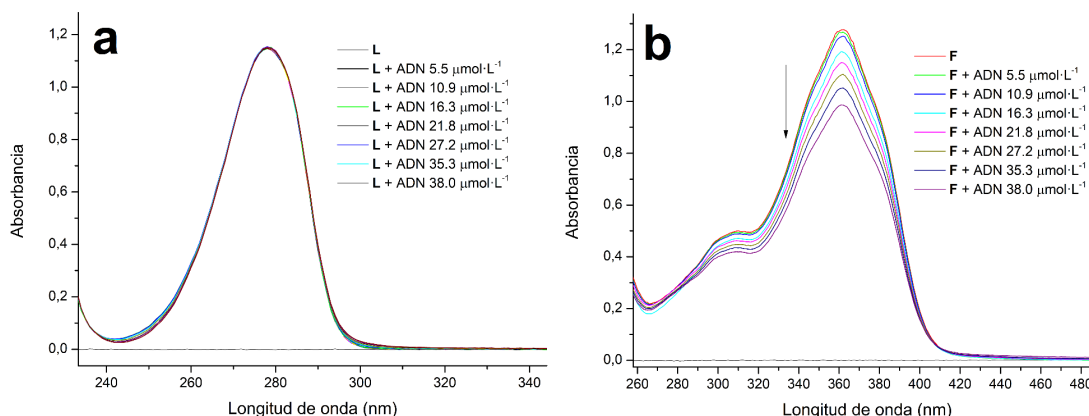 a
1,2
1,0
0,8
0,6
0,4
0,2
0,0
Absorbancia
240 260 280 300 320 340
Longitud de onda (nm)
L
L + ADN 5.5 μmol·L⁻¹
L + ADN 10.9 μmol·L⁻¹
L + ADN 16.3 μmol·L⁻¹
L + ADN 21.8 μmol·L⁻¹
L + ADN 27.2 μmol·L⁻¹
L + ADN 35.3 μmol·L⁻¹
L + ADN 38.0 μmol·L⁻¹
b
1,2
1,0
0,8
0,6
0,4
0,2
0,0
Absorbancia
260 280 300 320 340 360 380 400 420 440 460 480
Longitud de onda (nm)
F
F + ADN 5.5 μmol·L⁻¹
F + ADN 10.9 μmol·L⁻¹
F + ADN 16.3 μmol·L⁻¹
F + ADN 21.8 μmol·L⁻¹
F + ADN 27.2 μmol·L⁻¹
F + ADN 35.3 μmol·L⁻¹
F + ADN 38.0 μmol·L⁻¹